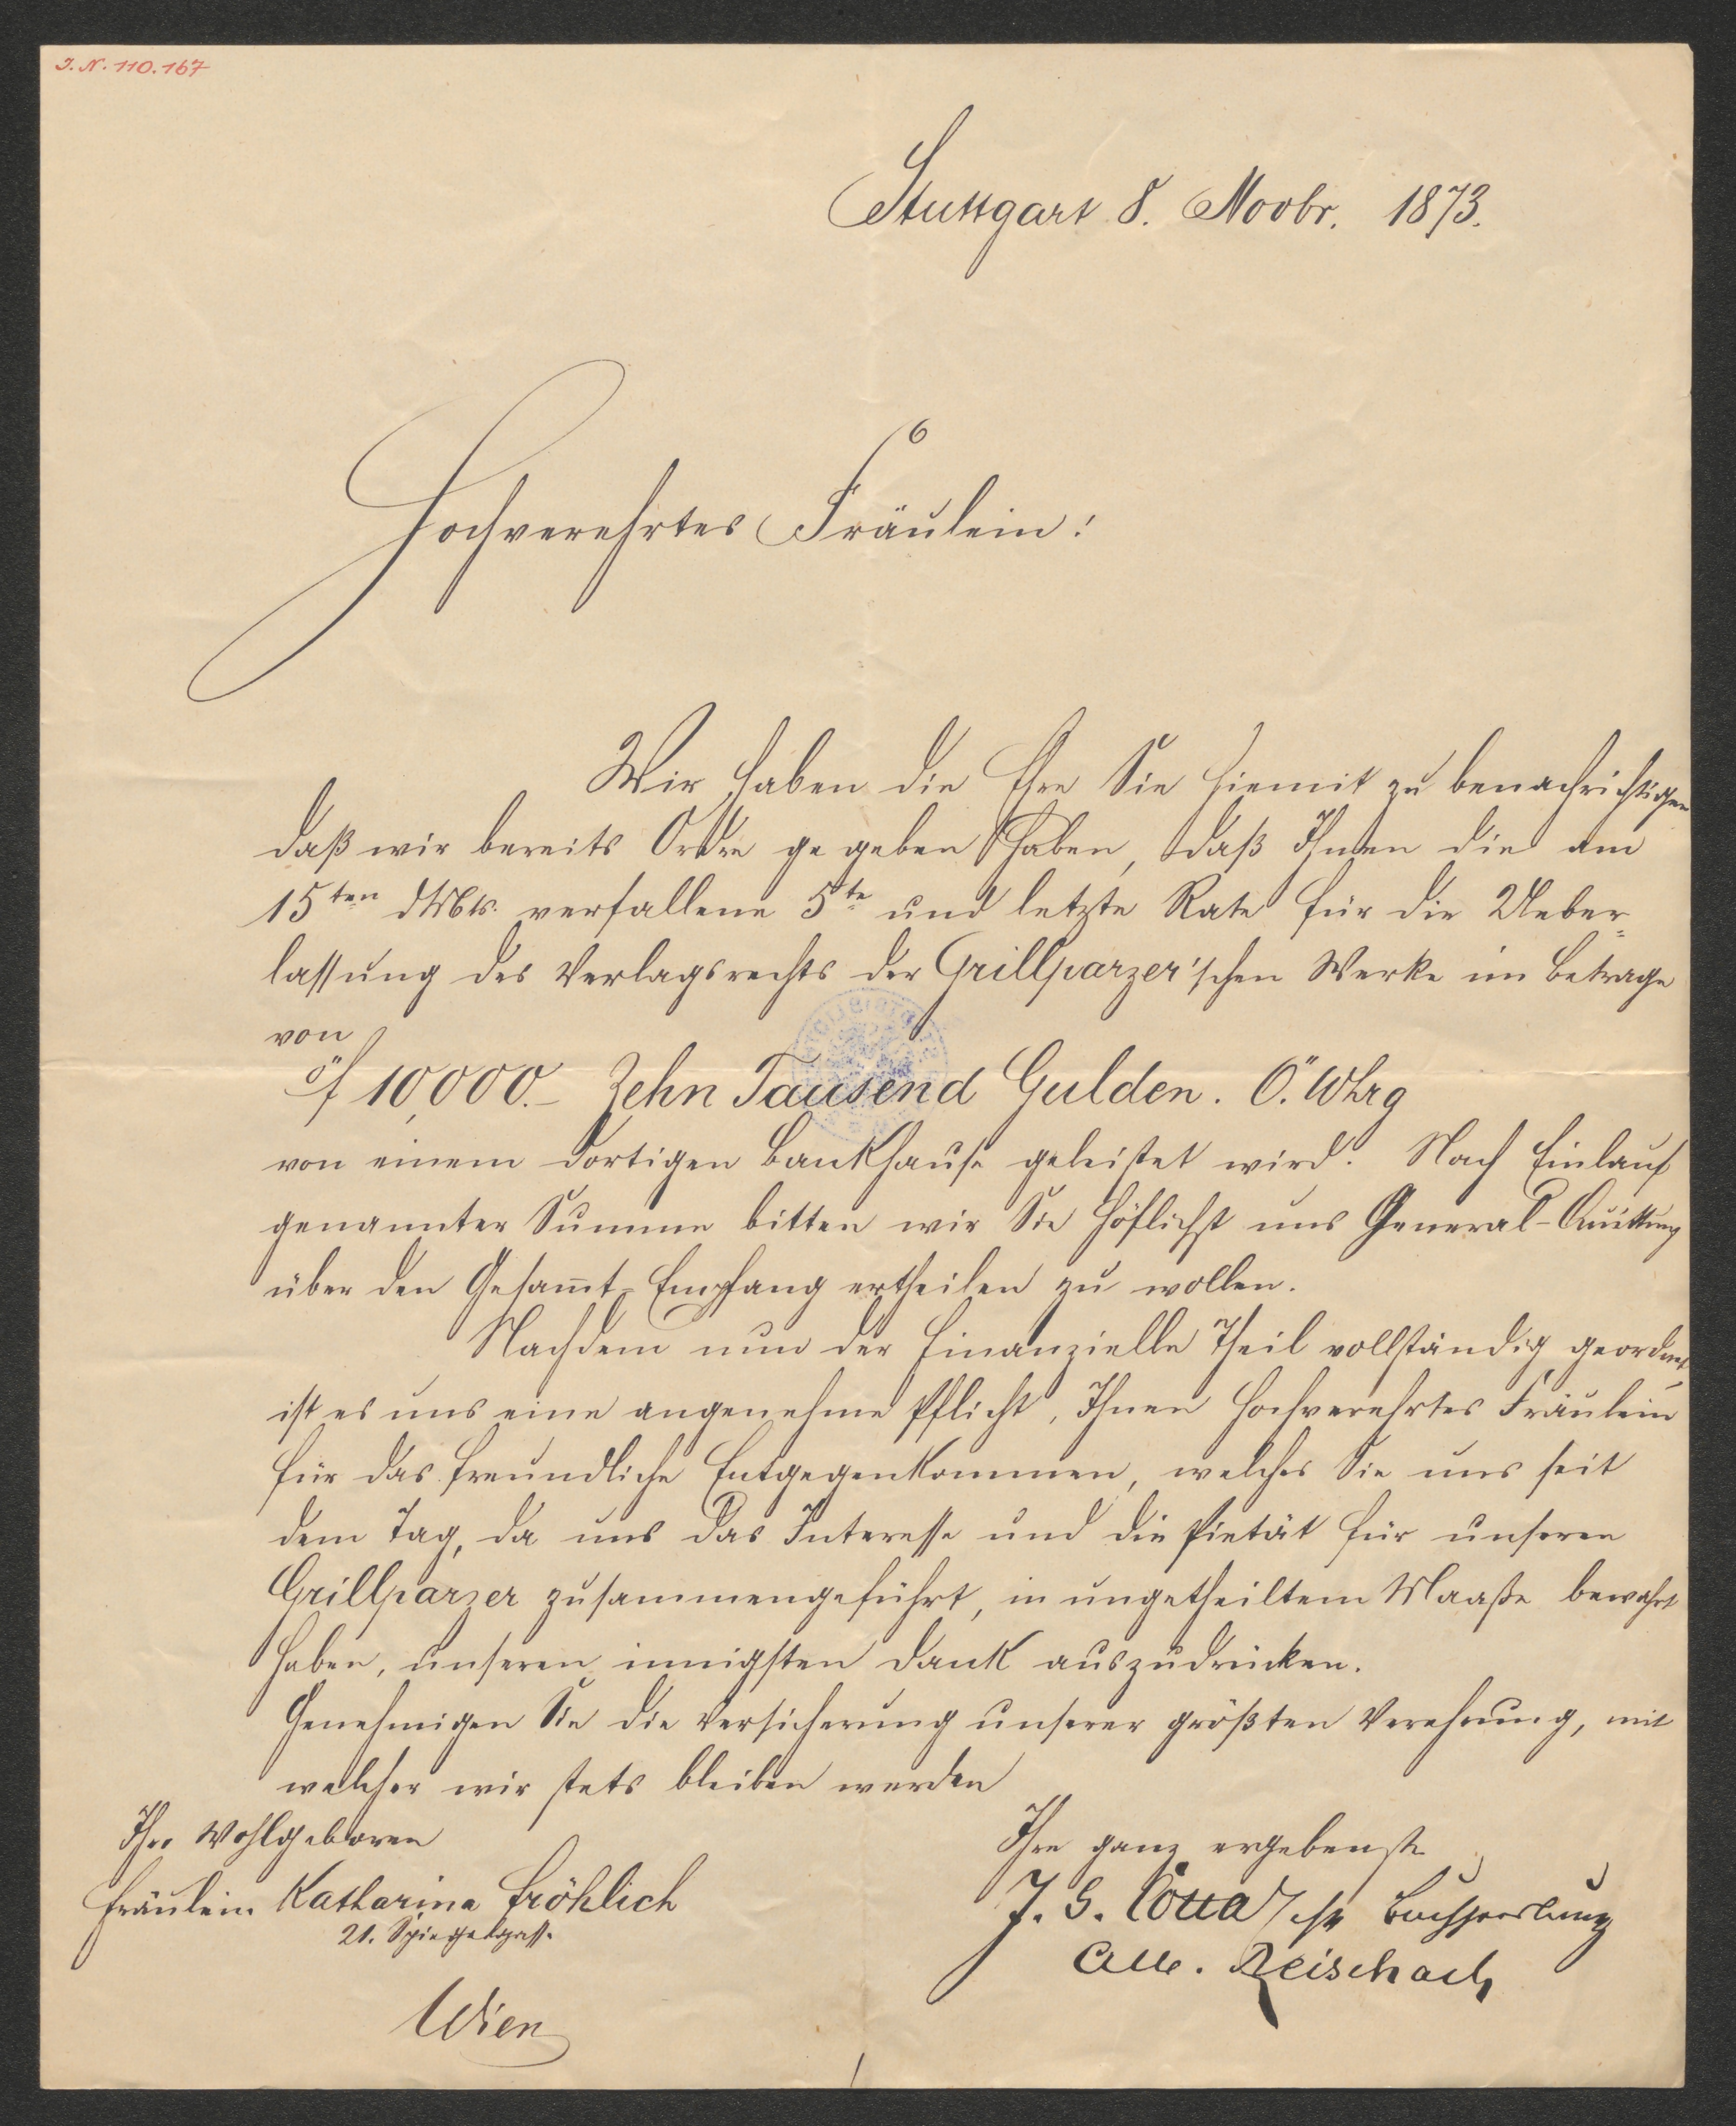 J. N. 110.167
Stuttgart 8. Novbr. 1873.
Hochverehrtes Fräulein!
Wir haben die Ehre Sie hiemit zu benachrichtigen
daß wir bereits Ordre gegeben haben, daß Ihnen die am
15ten dMts. verfallene 5te und letzte Rate für die Ueber=
lassung des Verlagsrechts der Grillparzer'schen Werke im Betrage
von
öf 10,000.– Zehn Tausend Gulden. Ö. Whrg
von einem dortigen Bankhause geleistet wird. Nach Einlauf
genannter Summe bitten wir Sie höflichst uns General-Quittung
über den Gesam̅t-Empfang ertheilen zu wollen.
Nachdem nun der finanzielle Theil vollständig geordnet,
ist es uns eine angenehme Pflicht, Ihnen hochverehrtes Fräulein
für das freundliche Entgegenkommen, welches Sie uns seit
dem Tag, da uns das Interesse und die Pietät für unseren
Grillparzer zusammengeführt, in ungetheiltem Maaße bewahrt
haben, unseren innigsten Dank auszudrücken.
Genehmigen Sie die Versicherung unserer größten Verehrung, mit
welcher wir stets bleiben werden
Ihre ganz ergebenste
J. G. Cotta'sche Buchhandlung
Reischach
Ihro Wohlgeboren
Fräulein Katharina Fröhlich
21. Spiegelgasse
Wien